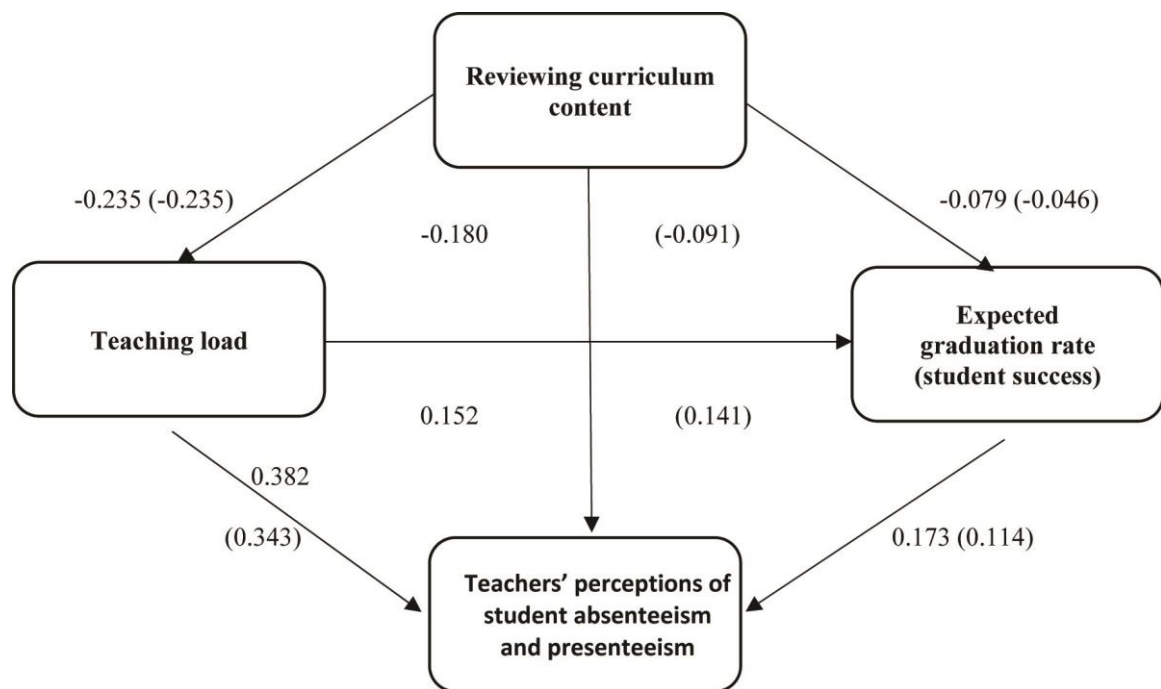 Reviewing curriculum
content
-0.235 (-0.235)
-0.079 (-0.046)
-0.180
(-0.091)
Teaching load
Expected
graduation rate
(student success)
0.152
(0.141)
0.382
(0.343)
0.173 (0.114)
Teachers’ perceptions of
student absenteeism
and presenteeism